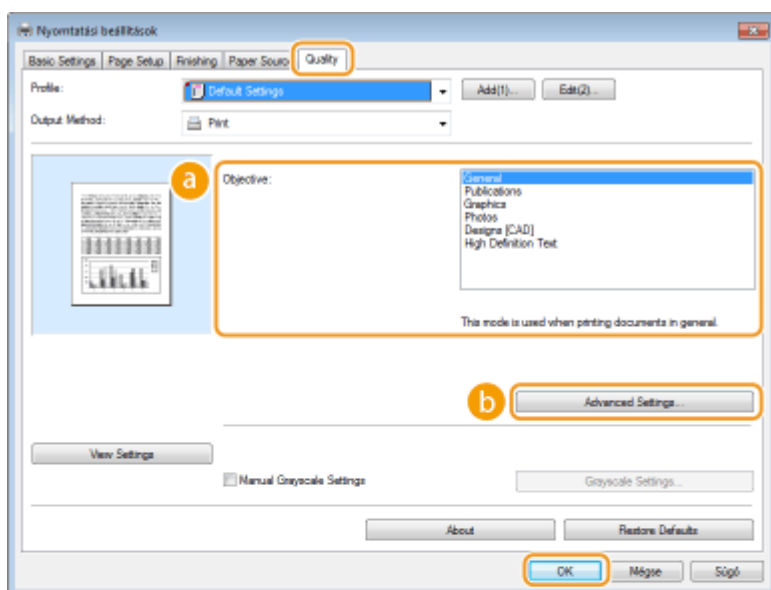 Nyomtatási beállítások
Basic Settings Page Setup Finishing Paper Source Quality
Profile: Default Settings Add(1)... Edit(2)...
Output Method: Print
a
Objective: General
Publications
Graphics
Photos
Designs [CAD]
High Definition Text
This mode is used when printing documents in general.
b
Advanced Settings...
View Settings
Manual Grayscale Settings Grayscale Settings...
About Restore Defaults
OK Mégse Súgó